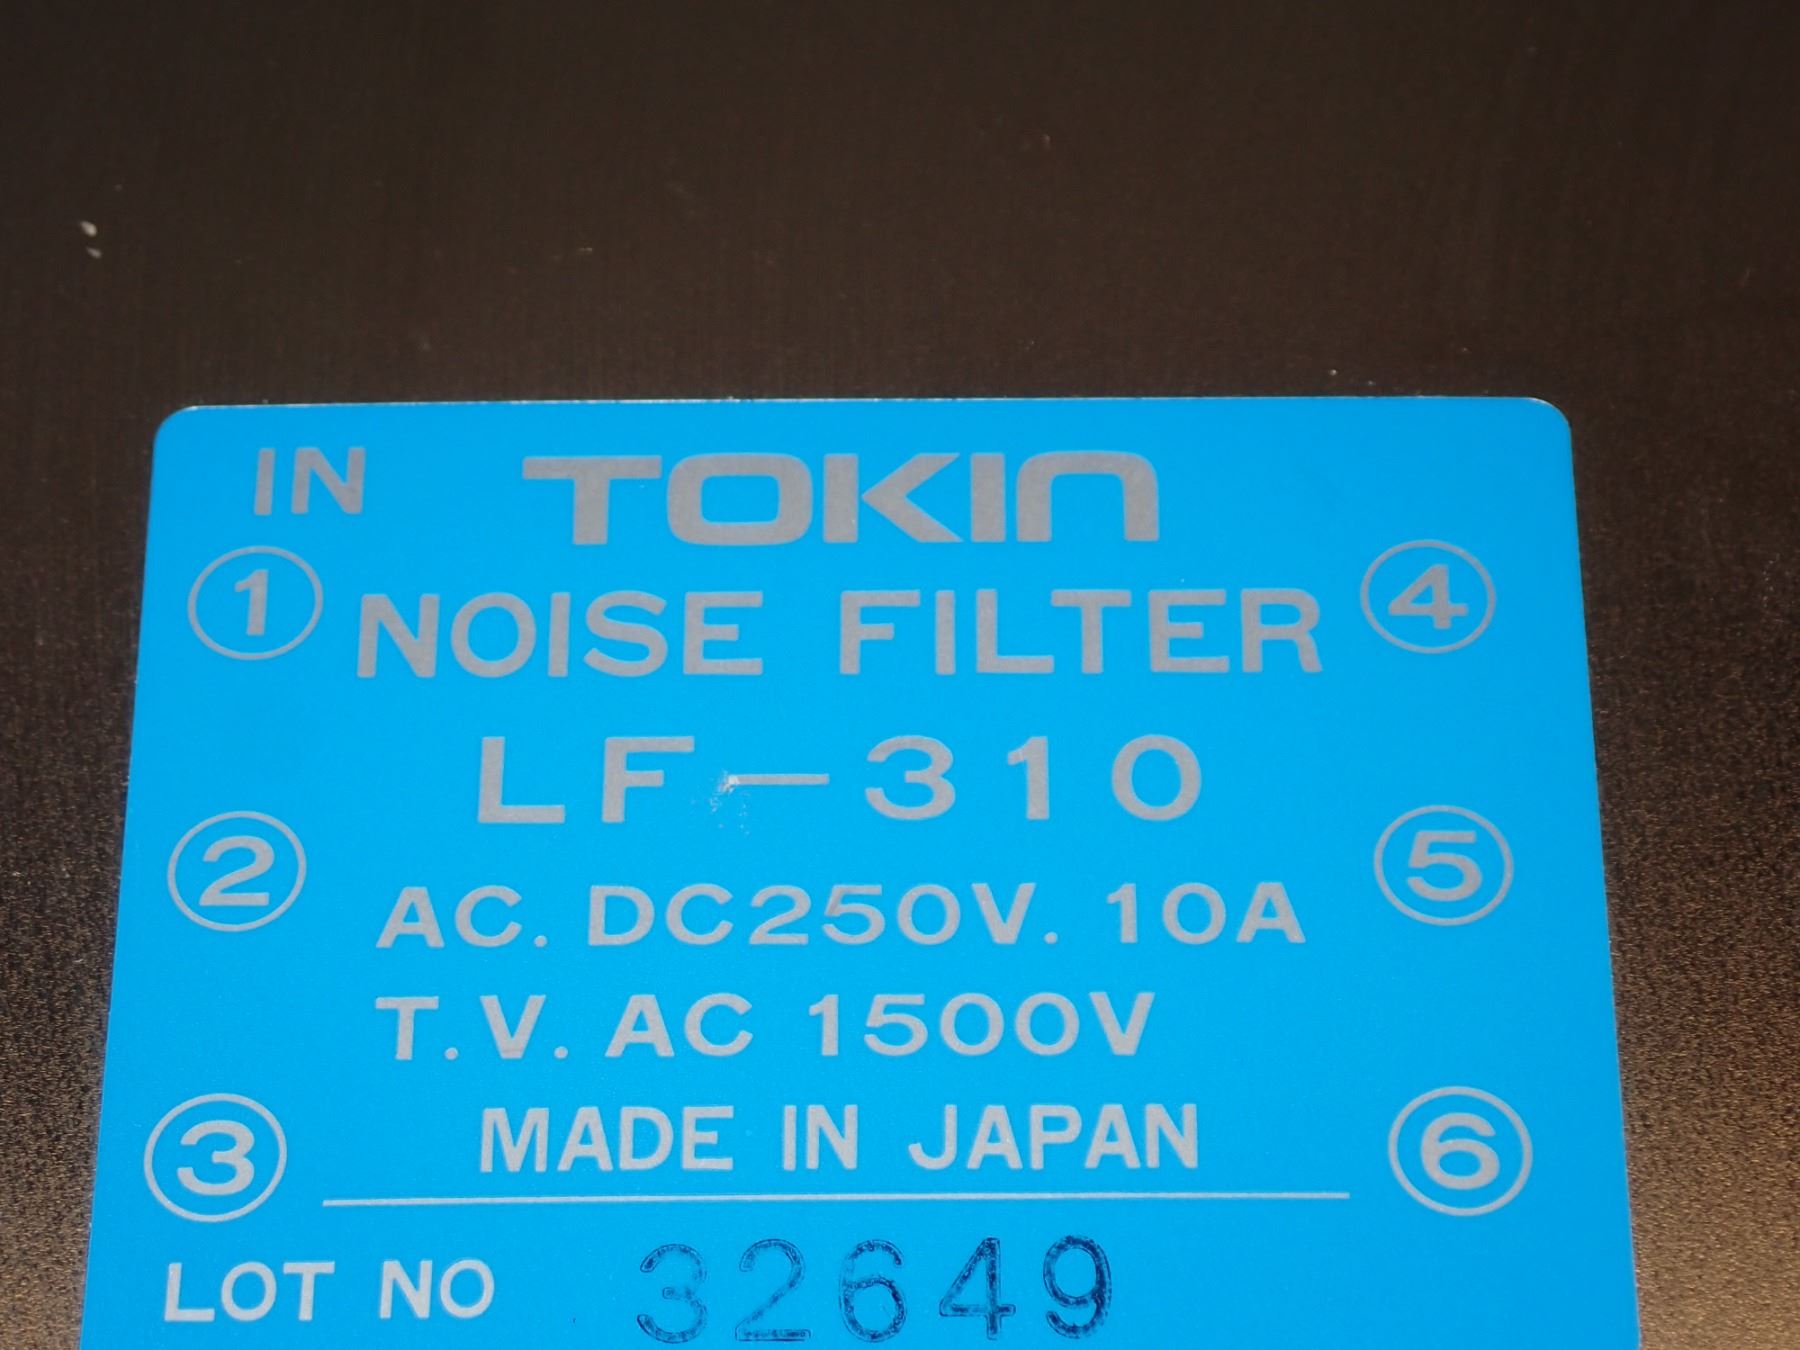 IN TOKIN
① NOISE FILTER ④
LF-310
② AC. DC250V. 10A ⑤
T.V. AC 1500V
③ MADE IN JAPAN ⑥
LOT NO 32649